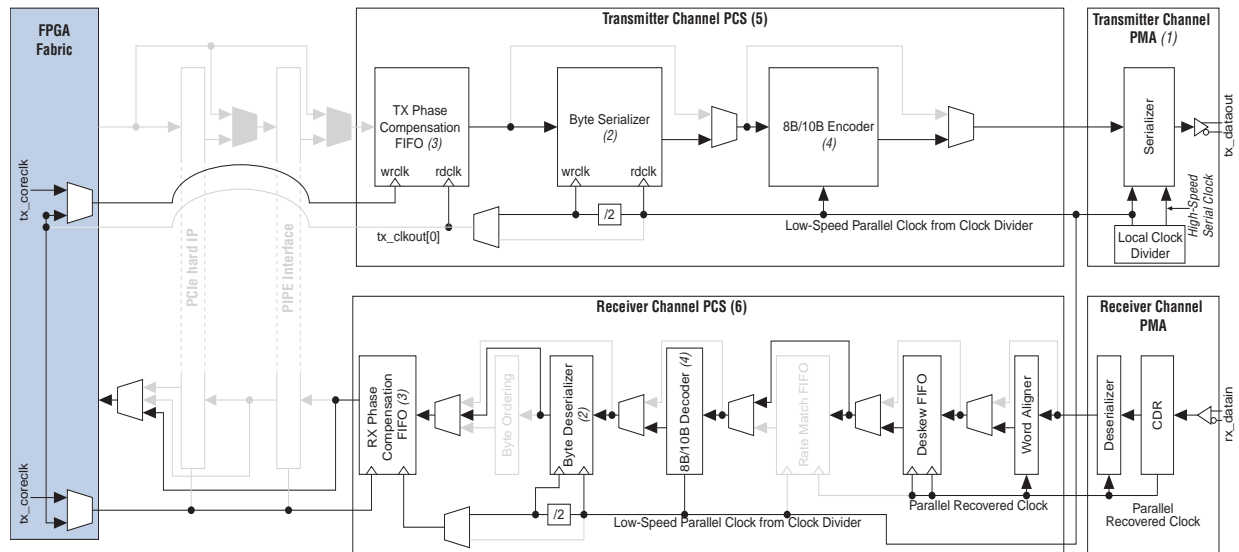 FPGA
Fabric
Transmitter Channel PCS (5)
Transmitter Channel
PMA (1)
TX Phase
Compensation
FIFO (3)
wrclk
rdclk
Byte Serializer
(2)
wrclk
rdclk
8B/10B Encoder
(4)
Serializer
tx_dataout
tx_coreclk
/2
tx_clkout[0]
Low-Speed Parallel Clock from Clock Divider
High-Speed
Serial Clock
Local Clock
Divider
PCIe hard IP
PIPE Interface
Receiver Channel PCS (6)
Receiver Channel
PMA
RX Phase
Compensation
FIFO (3)
Byte Ordering
Byte Deserializer
(2)
8B/10B Decoder (4)
Rate Match FIFO
Deskew FIFO
Word Aligner
Deserializer
CDR
rx_datain
tx_coreclk
/2
Low-Speed Parallel Clock from Clock Divider
Parallel Recovered Clock
Parallel
Recovered Clock